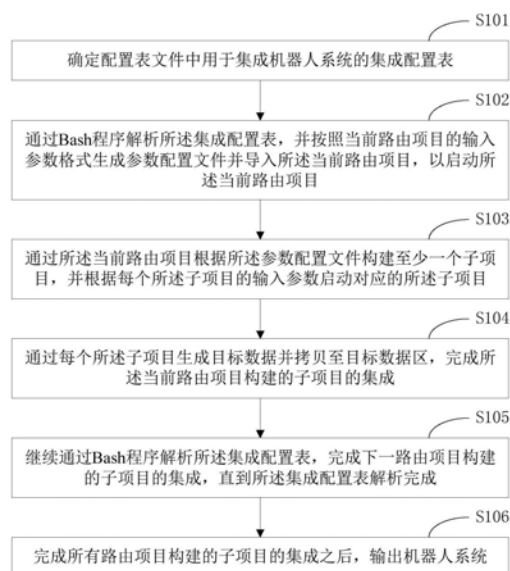 S101
确定配置表文件中用于集成机器人系统的集成配置表
S102
通过Bash程序解析所述集成配置表，并按照当前路由项目的输入
参数格式生成参数配置文件并导入所述当前路由项目，以启动所
述当前路由项目
S103
通过所述当前路由项目根据所述参数配置文件构建至少一个子项
目，并根据每个所述子项目的输入参数启动对应的所述子项目
S104
通过每个所述子项目生成目标数据并拷贝至目标数据区，完成所
述当前路由项目构建的子项目的集成
S105
继续通过Bash程序解析所述集成配置表，完成下一路由项目构建
的子项目的集成，直到所述集成配置表解析完成
S106
完成所有路由项目构建的子项目的集成之后，输出机器人系统